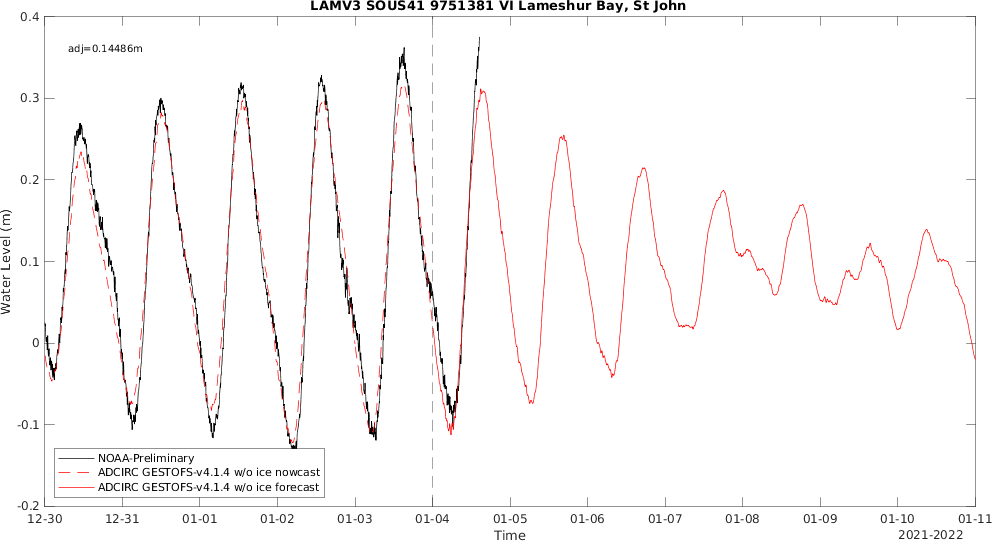 LAMV3 SOUS41 9751381 VI Lameshur Bay, St John
adj=0.14486m
0.4
0.3
0.2
0.1
0
-0.1
-0.2
Water Level (m)
NOAA-Preliminary
ADCIRC GESTOFS-v4.1.4 w/o ice nowcast
ADCIRC GESTOFS-v4.1.4 w/o ice forecast
12-30 12-31 01-01 01-02 01-03 01-04 01-05 01-06 01-07 01-08 01-09 01-10 01-11
Time
2021-2022